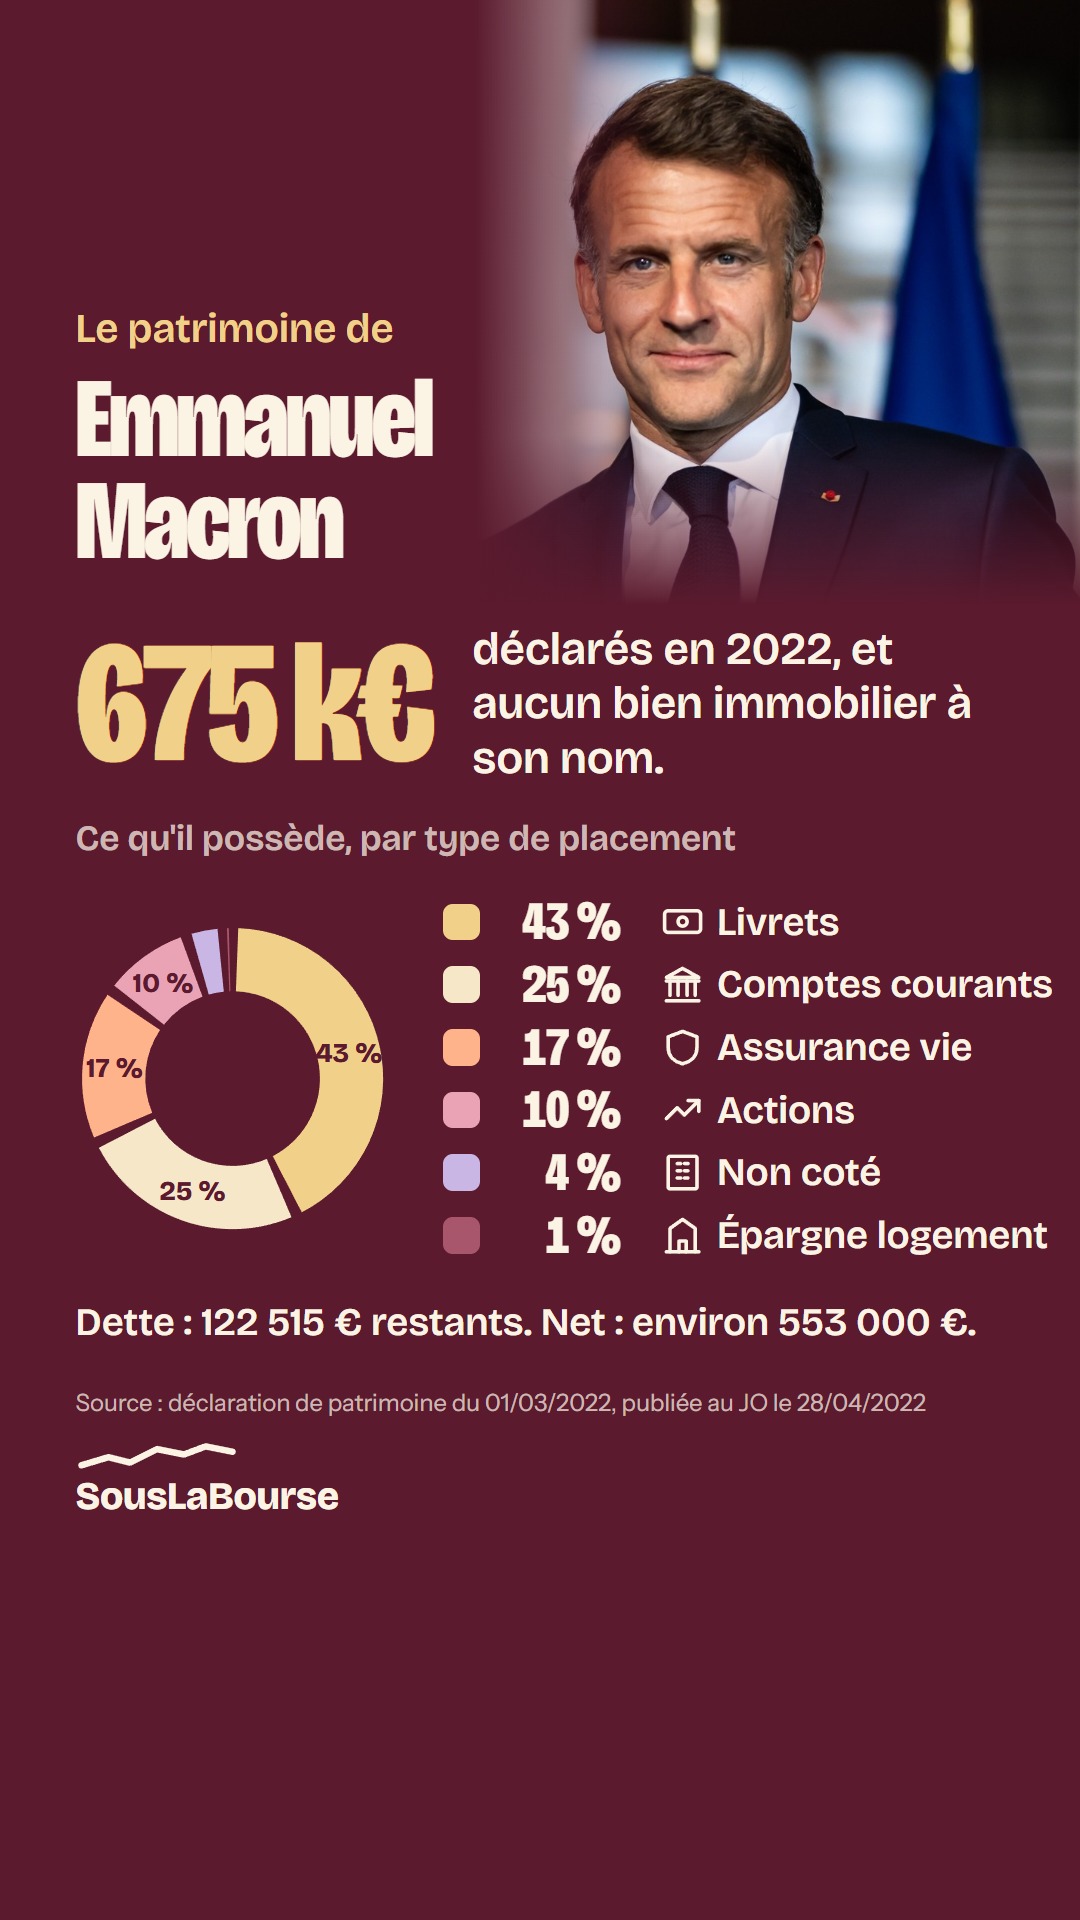 Le patrimoine de
Emmanuel
Macron
675 k€
déclarés en 2022, et
aucun bien immobilier à
son nom.
Ce qu'il possède, par type de placement
43 %
25 %
17 %
10 %
43 % Livrets
25 % Comptes courants
17 % Assurance vie
10 % Actions
4 % Non coté
1 % Épargne logement
Dette : 122 515 € restants. Net : environ 553 000 €.
Source : déclaration de patrimoine du 01/03/2022, publiée au JO le 28/04/2022
SousLaBourse